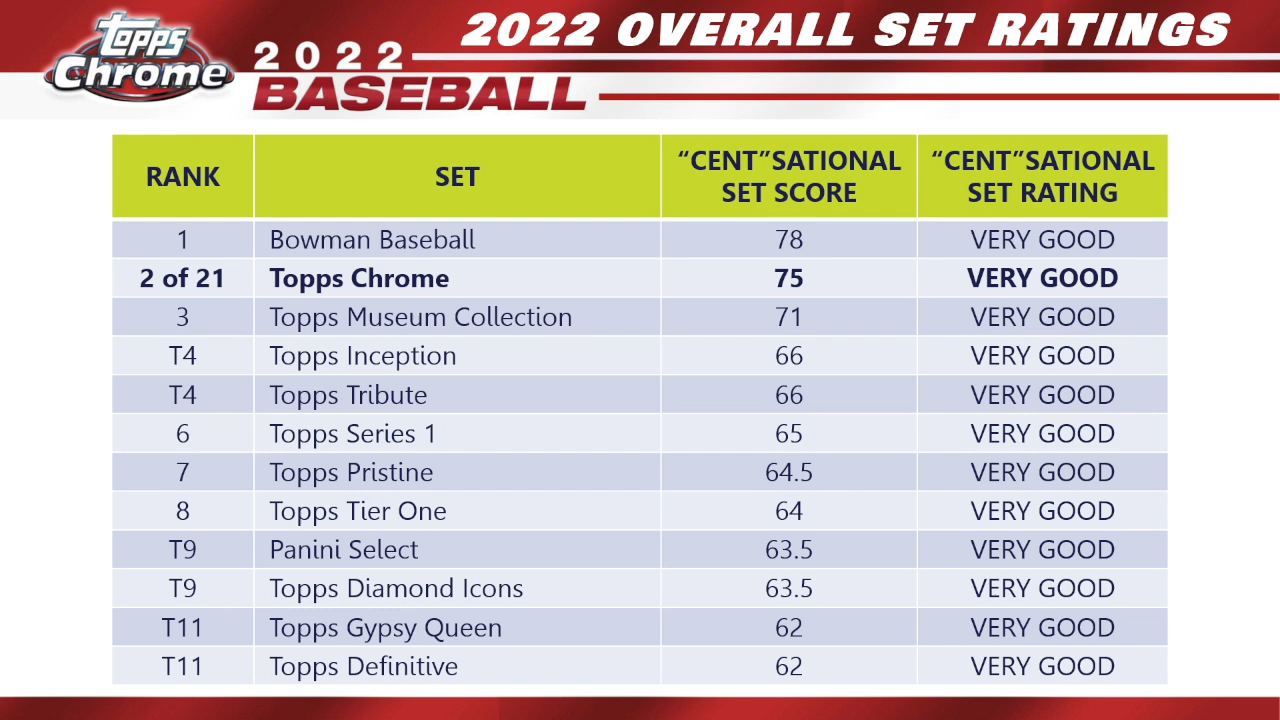 2022 OVERALL SET RATINGS
Topps
Chrome
2022
BASEBALL
RANK SET "CENT"SATIONAL SET SCORE "CENT"SATIONAL SET RATING
1 Bowman Baseball 78 VERY GOOD
2 of 21 Topps Chrome 75 VERY GOOD
3 Topps Museum Collection 71 VERY GOOD
T4 Topps Inception 66 VERY GOOD
T4 Topps Tribute 66 VERY GOOD
6 Topps Series 1 65 VERY GOOD
7 Topps Pristine 64.5 VERY GOOD
8 Topps Tier One 64 VERY GOOD
T9 Panini Select 63.5 VERY GOOD
T9 Topps Diamond Icons 63.5 VERY GOOD
T11 Topps Gypsy Queen 62 VERY GOOD
T11 Topps Definitive 62 VERY GOOD